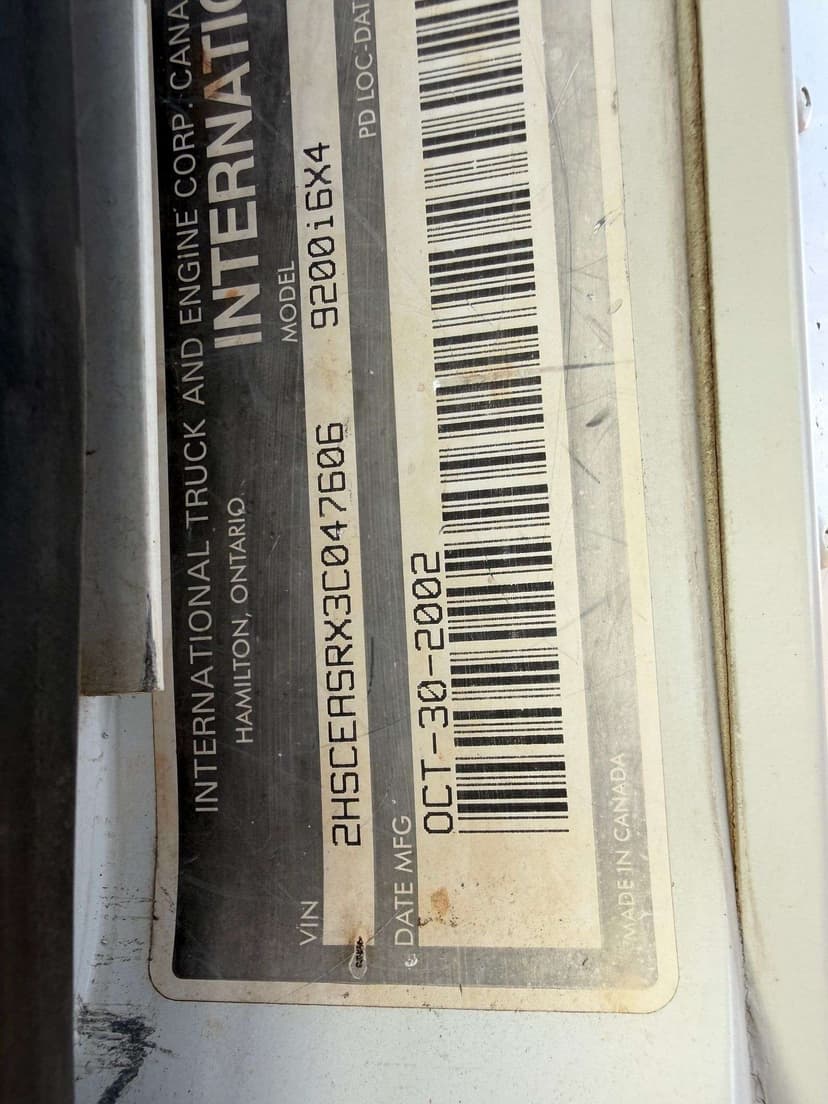 INTERNATIONAL TRUCK AND ENGINE CORP. CANA
HAMILTON, ONTARIO
INTERNATIO
VIN
MODEL
2HSCEASRX3C047606
9200i6X4
DATE MFG
PD LOC-DAT
OCT-30-2002
MADE IN CANADA